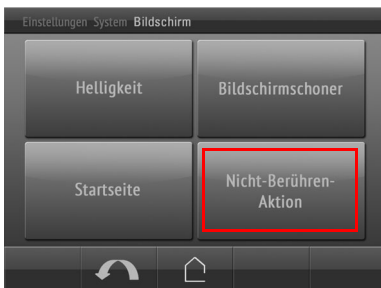 Einstellungen System Bildschirm
Helligkeit
Bildschirmschoner
Startseite
Nicht-Berühren-
Aktion